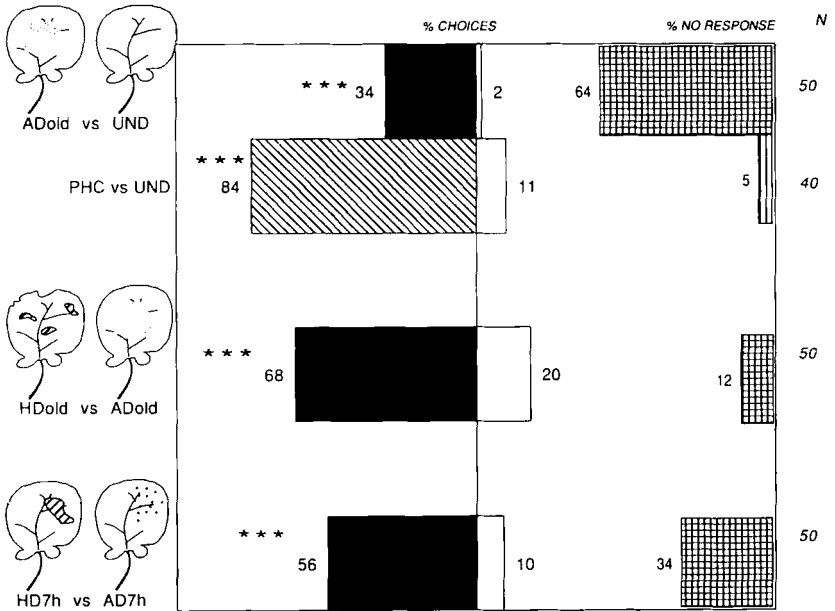 % CHOICES % NO RESPONSE N
* * * 34 2 64 50
ADold vs UND
* * *
PHC vs UND 84 11 5 40
* * * 68 20 12 50
HDold vs ADold
* * *
56 10 34 50
HD7h vs AD7h